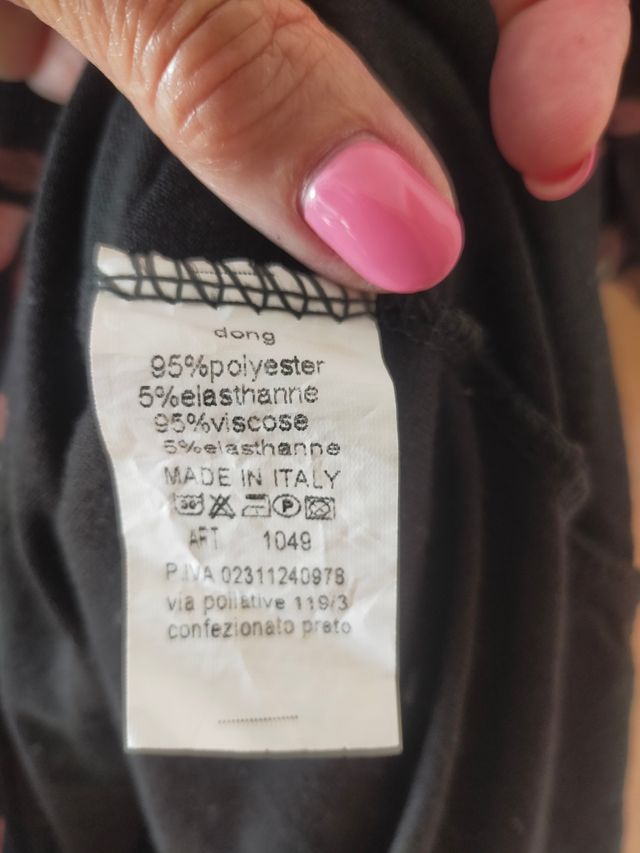 dong
95%polyester
5%elasthanne
95%viscose
5%elasthanne
MADE IN ITALY
30° P
ART 1049
P.IVA 02311240978
via pollative 119/3
confezionato prato